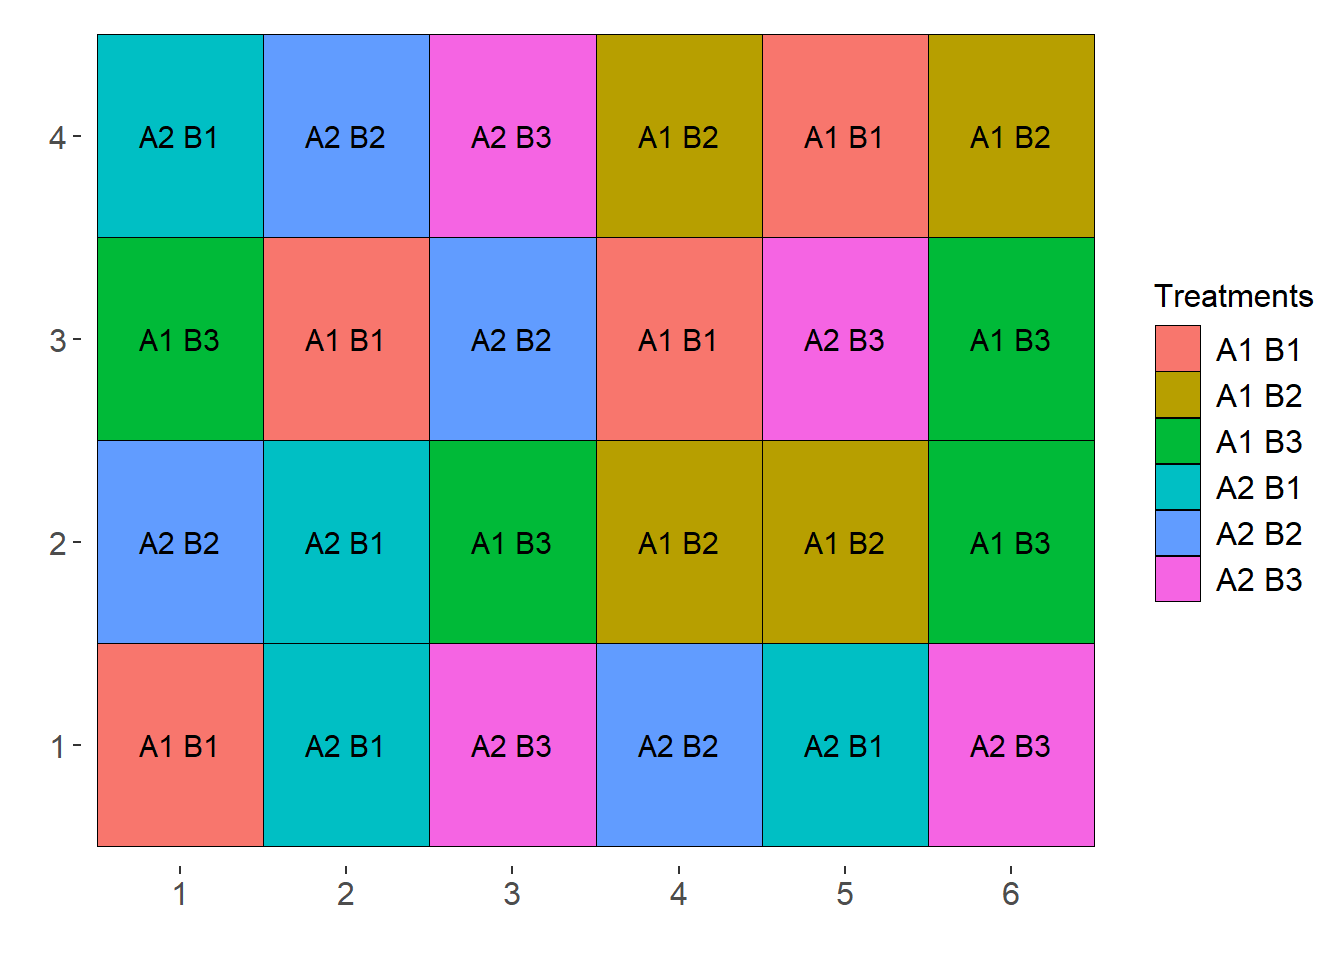 4 A2 B1 A2 B2 A2 B3 A1 B2 A1 B1 A1 B2
3 A1 B3 A1 B1 A2 B2 A1 B1 A2 B3 A1 B3
2 A2 B2 A2 B1 A1 B3 A1 B2 A1 B2 A1 B3
1 A1 B1 A2 B1 A2 B3 A2 B2 A2 B1 A2 B3
1 2 3 4 5 6
Treatments
A1 B1
A1 B2
A1 B3
A2 B1
A2 B2
A2 B3